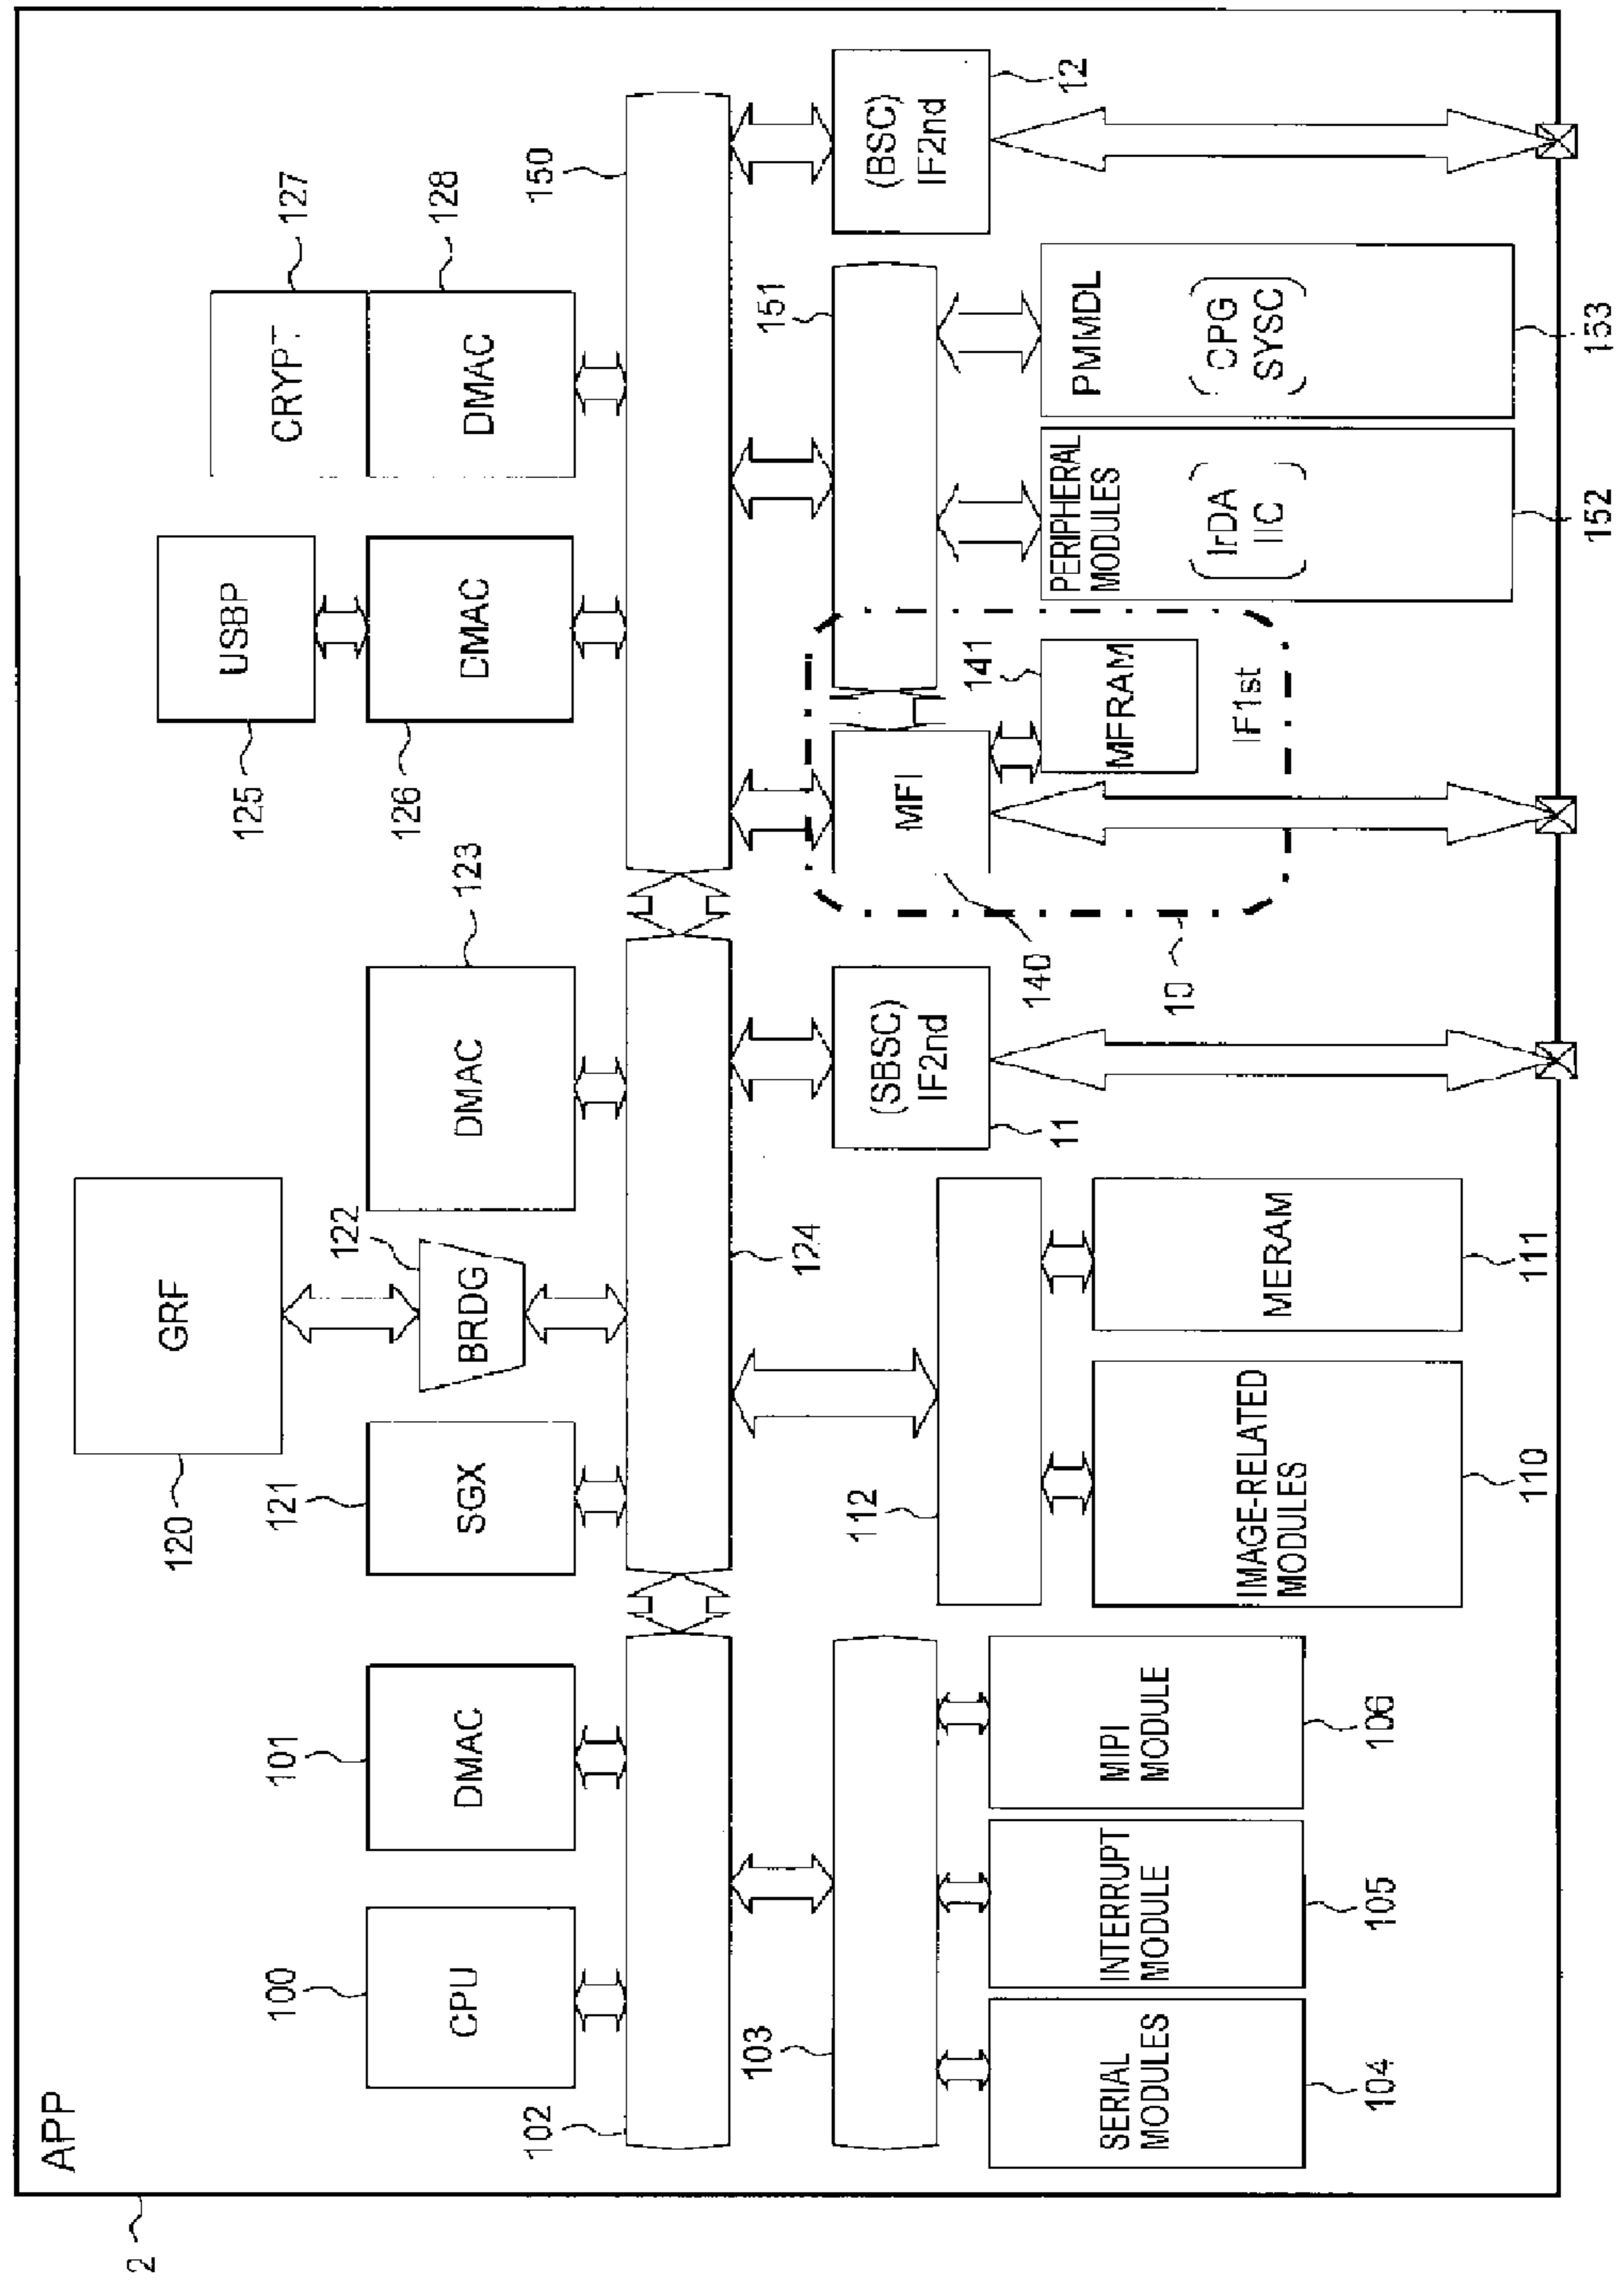 APP
2
GRF
120
USBP
125
CRYPT
127
CPU
100
DMAC
101
SGX
121
BRDG
122
DMAC
123
DMAC
126
DMAC
128
102
124
150
103
112
(SBSC)
IF2nd
11
MFI
140
151
(BSC)
IF2nd
12
10
MFRAM
141
IF1st
SERIAL
MODULES
104
INTERRUPT
MODULE
105
MIPI
MODULE
106
IMAGE-RELATED
MODULES
110
MERAM
111
PERIPHERAL
MODULES
IrDA
IIC
152
PMMDL
CPG
SYSC
153